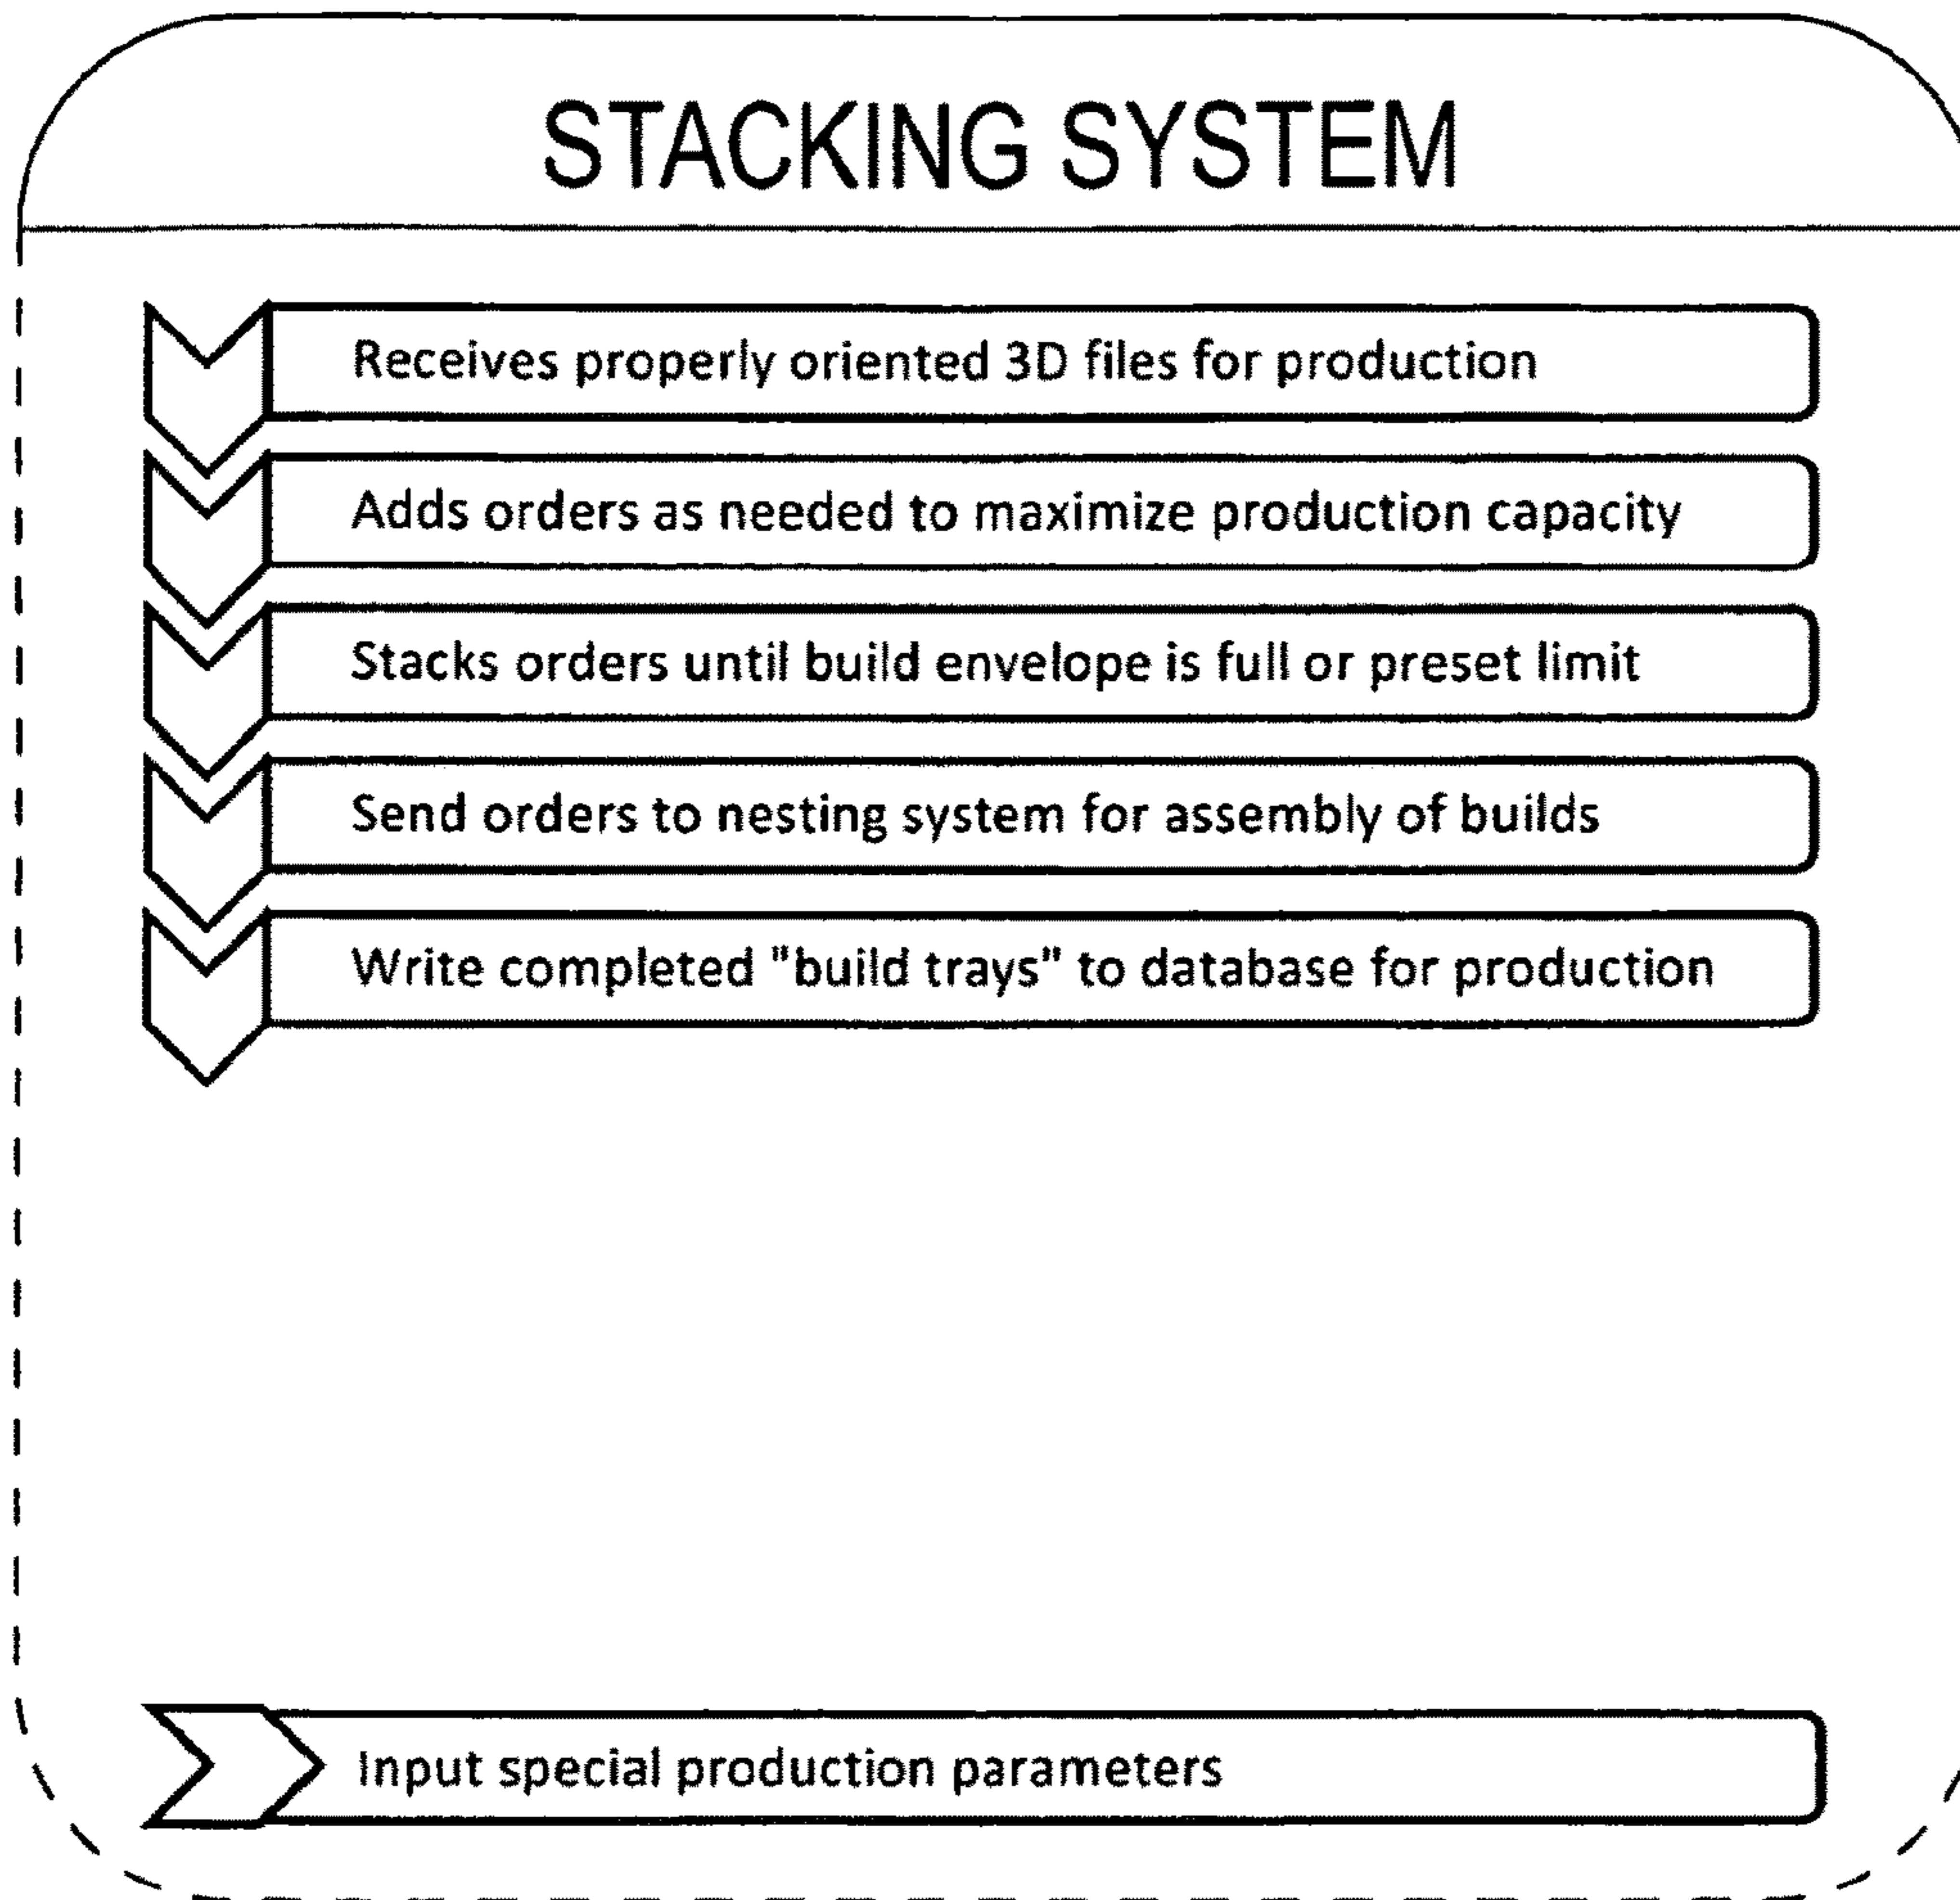 STACKING SYSTEM
Receives properly oriented 3D files for production
Adds orders as needed to maximize production capacity
Stacks orders until build envelope is full or preset limit
Send orders to nesting system for assembly of builds
Write completed "build trays" to database for production
Input special production parameters